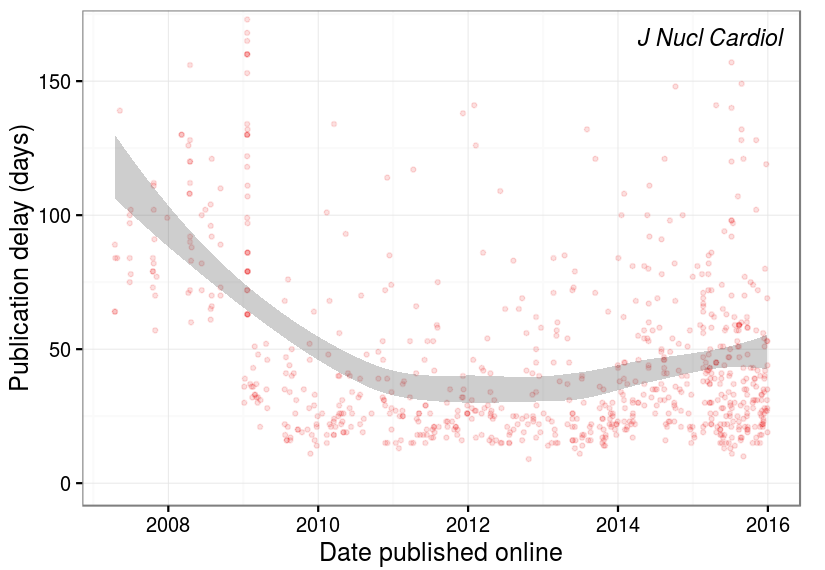 J Nucl Cardiol
Publication delay (days)
150
100
50
0
2008 2010 2012 2014 2016
Date published online